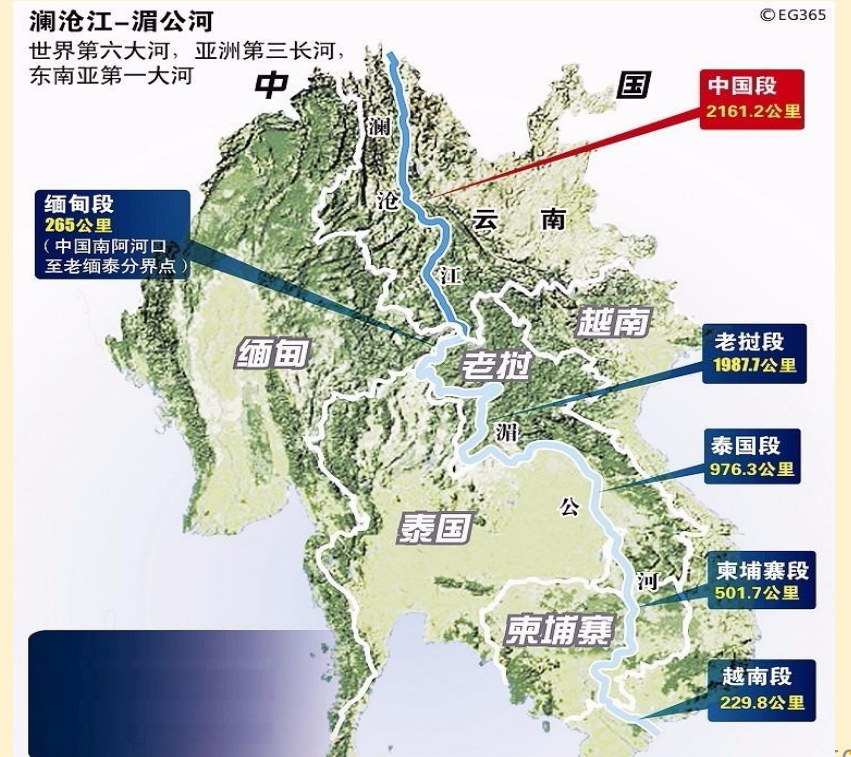 澜沧江-湄公河
©EG365
世界第六大河，亚洲第三长河，
东南亚第一大河
中
国
中国段
2161.2公里
澜
沧
江
云 南
缅甸段
265公里
（中国南阿河口
至老缅泰分界点）
越南
缅甸
老挝
老挝段
1987.7公里
湄
泰国段
976.3公里
公
泰国
河
柬埔寨段
501.7公里
柬埔寨
越南段
229.8公里